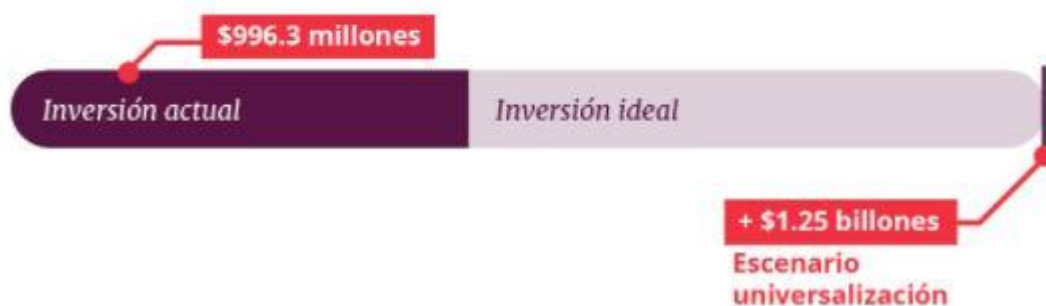 $996.3 millones
Inversión actual
Inversión ideal
+ $1.25 billones
Escenario
universalización